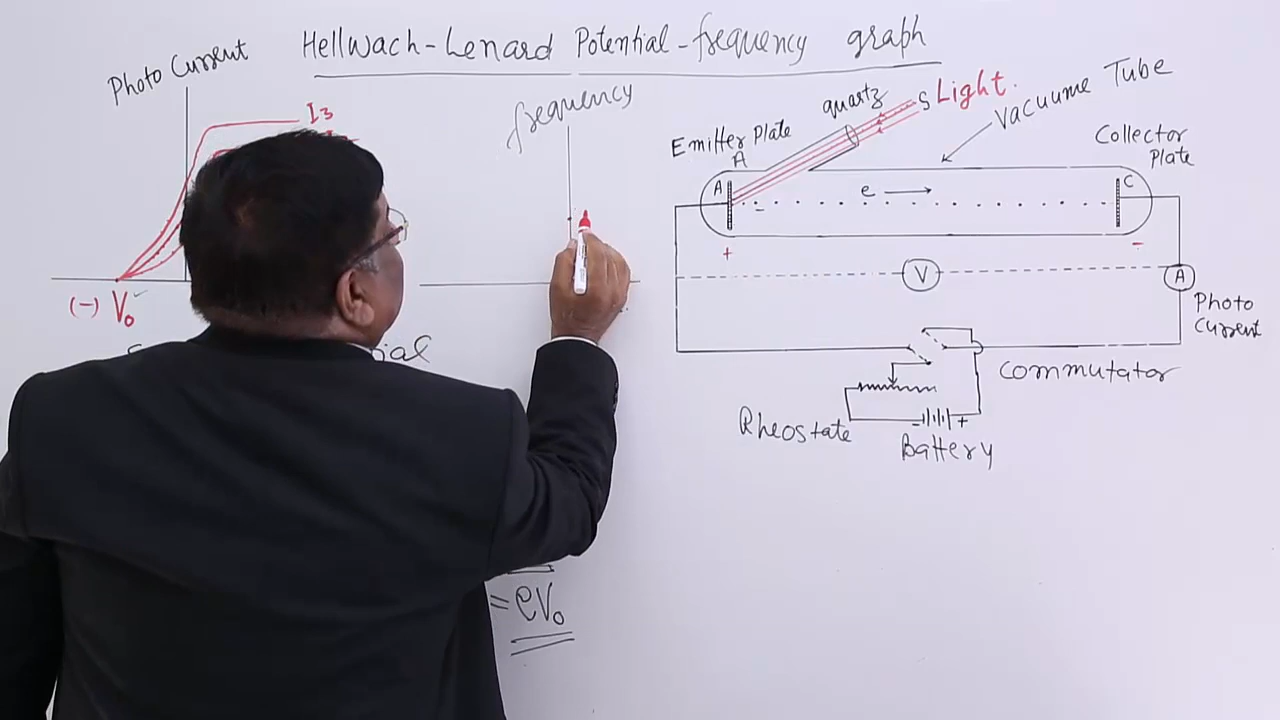 Hellwach-Lenard Potential-frequency graph
Photo Current
I3
(-) V0
frequency
= eV0
quartz
S Light.
Vacuume Tube
Emitter Plate
A
Collector
Plate
A
e
C
-
+
-
V
A
Photo
Current
Commutator
Rheostate
- +
Battery